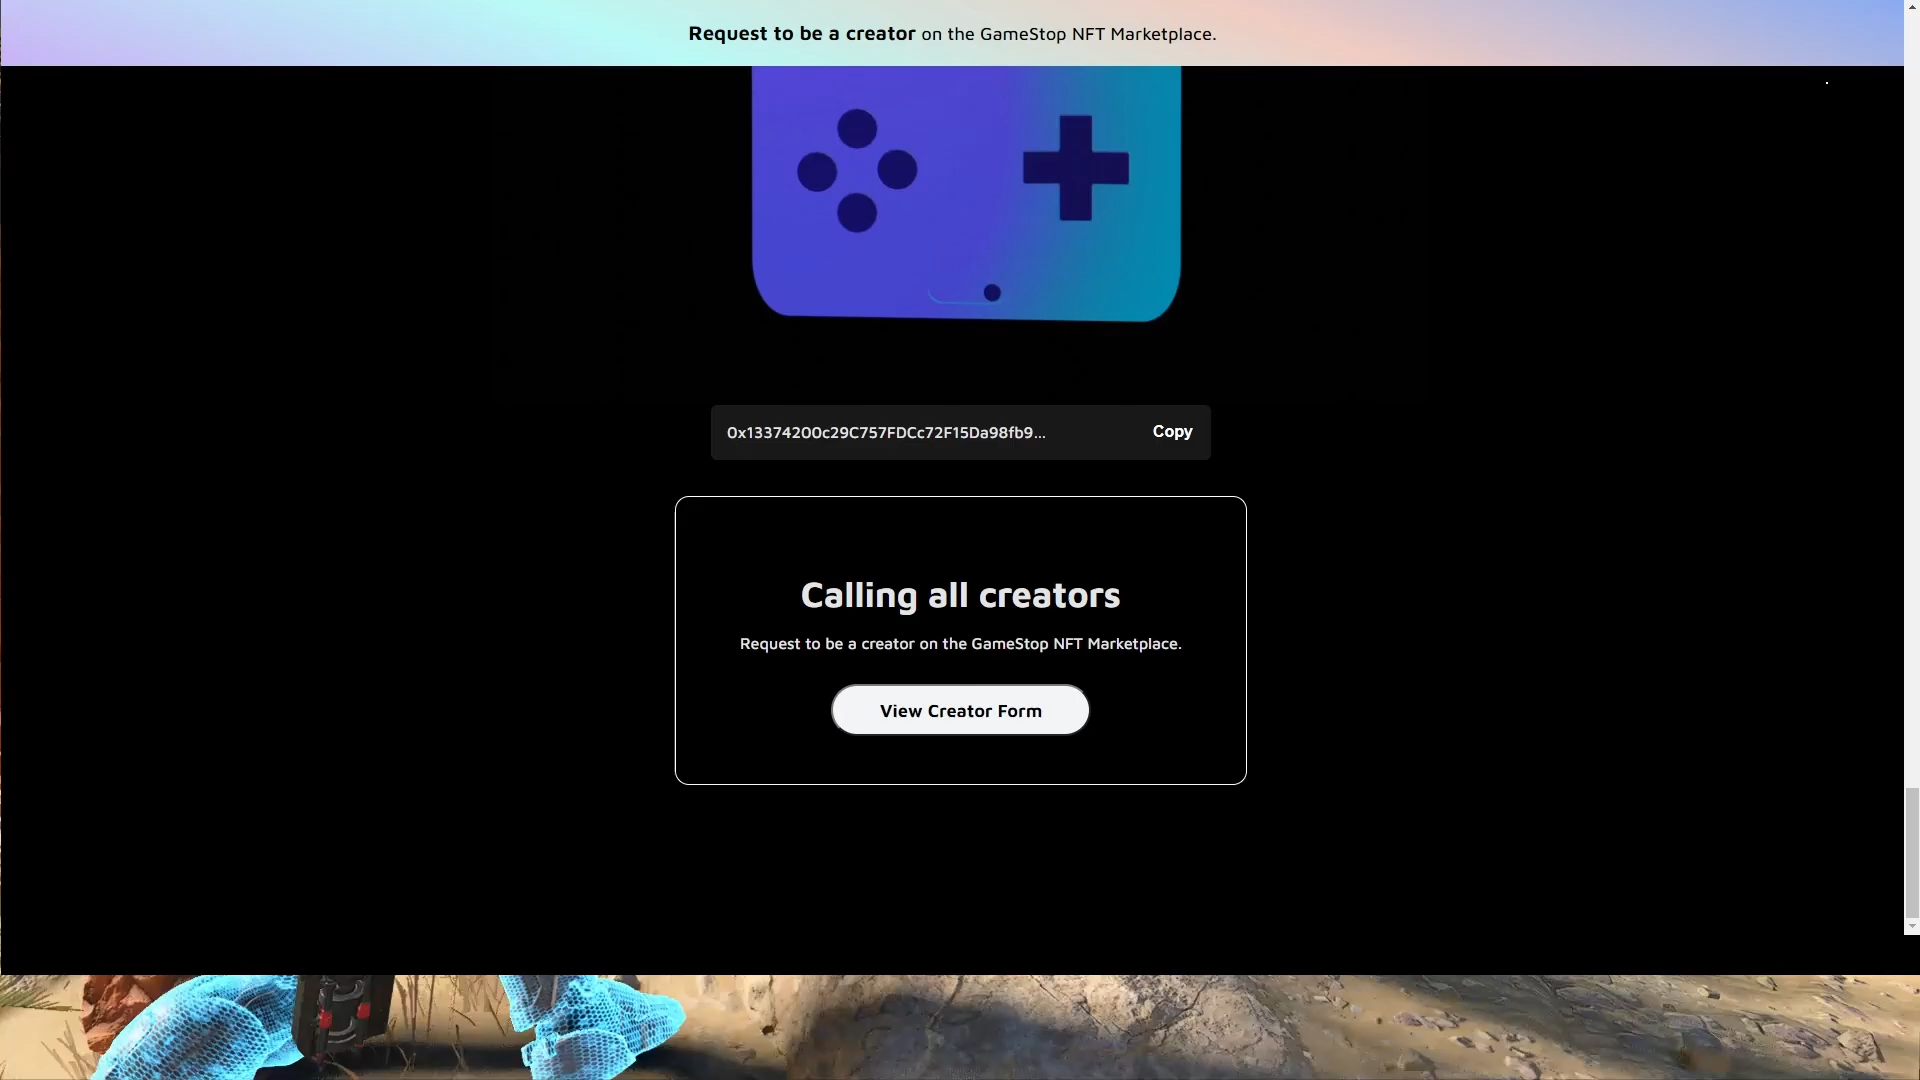 Request to be a creator on the GameStop NFT Marketplace.
0x13374200c29C757FDCc72F15Da98fb9...
Copy
Calling all creators
Request to be a creator on the GameStop NFT Marketplace.
View Creator Form